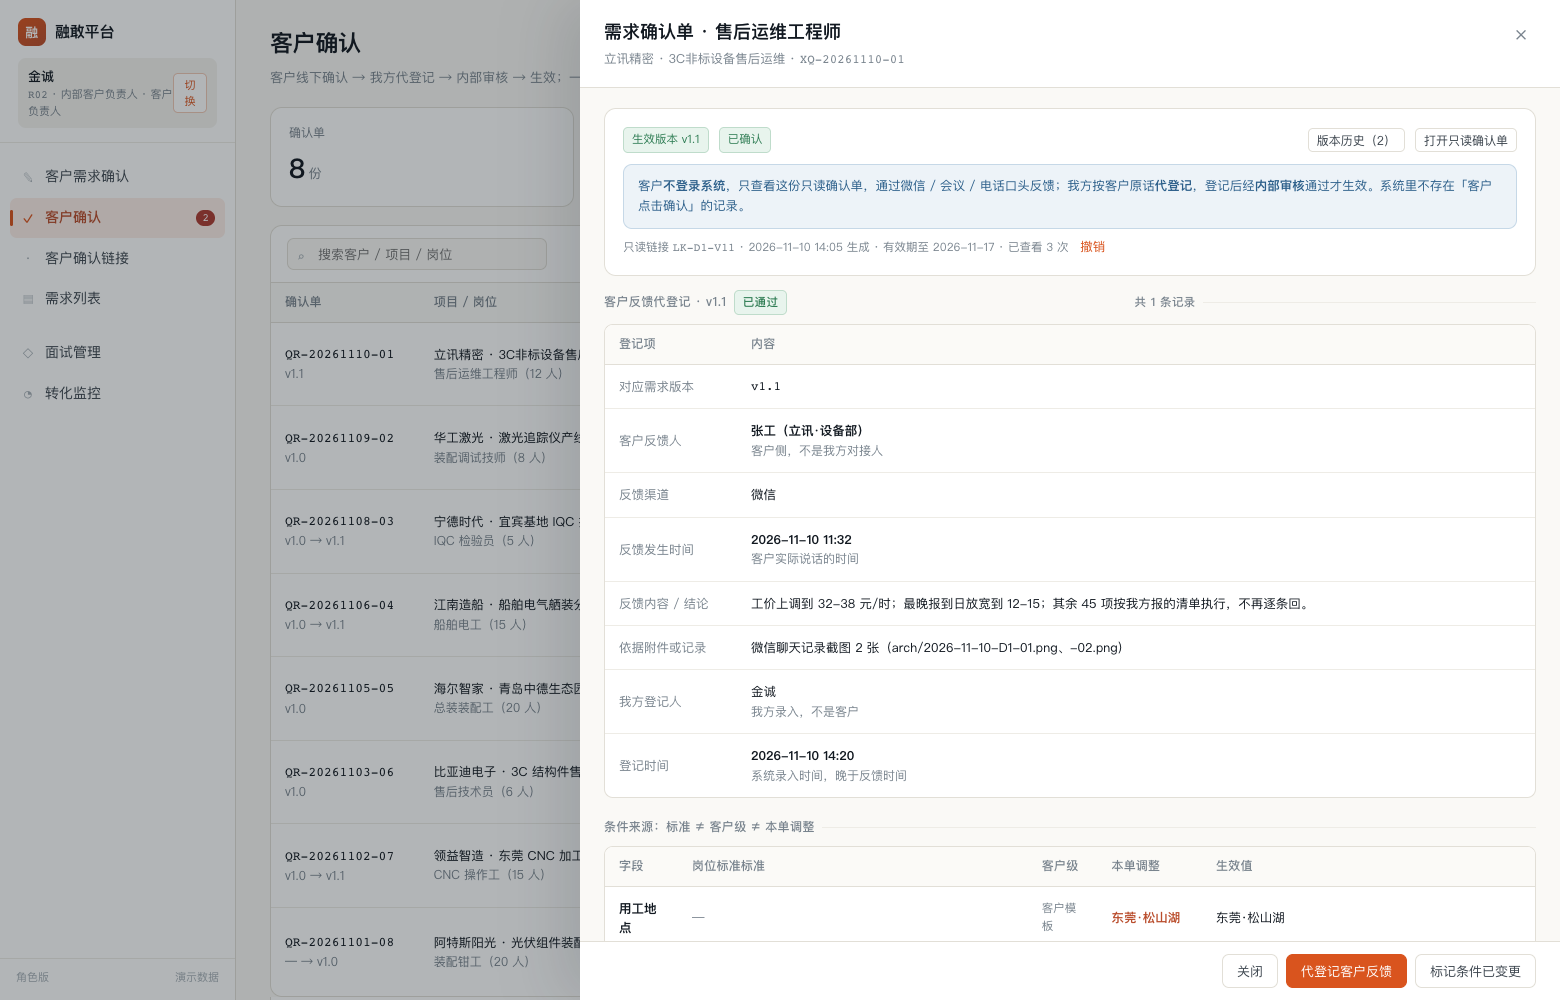 融 融敢平台
金诚
R02 · 内部客户负责人 · 客户负责人
切换
客户需求确认
客户确认 2
客户确认链接
需求列表
面试管理
转化监控
角色版 演示数据
客户确认
客户线下确认 → 我方代登记 → 内部审核 → 生效；一
确认单
8 份
搜索客户 / 项目 / 岗位
确认单 项目 / 岗位
QR-20261110-01 立讯精密 · 3C非标设备售
v1.1 售后运维工程师（12 人）
QR-20261109-02 华工激光 · 激光追踪仪产线
v1.0 装配调试技师（8 人）
QR-20261108-03 宁德时代 · 宜宾基地 IQC
v1.0 → v1.1 IQC 检验员（5 人）
QR-20261106-04 江南造船 · 船舶电气舾装分
v1.0 → v1.1 船舶电工（15 人）
QR-20261105-05 海尔智家 · 青岛中德生态园
v1.0 总装装配工（20 人）
QR-20261103-06 比亚迪电子 · 3C 结构件售
v1.0 售后技术员（6 人）
QR-20261102-07 领益智造 · 东莞 CNC 加工
v1.0 → v1.1 CNC 操作工（15 人）
QR-20261101-08 阿特斯阳光 · 光伏组件装配
— → v1.0 装配钳工（20 人）
需求确认单 · 售后运维工程师
立讯精密 · 3C非标设备售后运维 · XQ-20261110-01
×
生效版本 v1.1 已确认 版本历史（2） 打开只读确认单
客户不登录系统，只查看这份只读确认单，通过微信 / 会议 / 电话口头反馈；我方按客户原话代登记，登记后经内部审核通过才生效。系统里不存在「客户
点击确认」的记录。
只读链接 LK-D1-V11 · 2026-11-10 14:05 生成 · 有效期至 2026-11-17 · 已查看 3 次 撤销
客户反馈代登记 · v1.1 已通过 共 1 条记录
登记项 内容
对应需求版本 v1.1
客户反馈人 张工（立讯·设备部）
客户侧，不是我方对接人
反馈渠道 微信
反馈发生时间 2026-11-10 11:32
客户实际说话的时间
反馈内容 / 结论 工价上调到 32-38 元/时；最晚报到日放宽到 12-15；其余 45 项按我方报的清单执行，不再逐条回。
依据附件或记录 微信聊天记录截图 2 张（arch/2026-11-10-D1-01.png、-02.png）
我方登记人 金诚
我方录入，不是客户
登记时间 2026-11-10 14:20
系统录入时间，晚于反馈时间
条件来源：标准 ≠ 客户级 ≠ 本单调整
字段 岗位标准标准 客户级 本单调整 生效值
用工地点 — 客户模板 东莞·松山湖 东莞·松山湖
关闭 代登记客户反馈 标记条件已变更